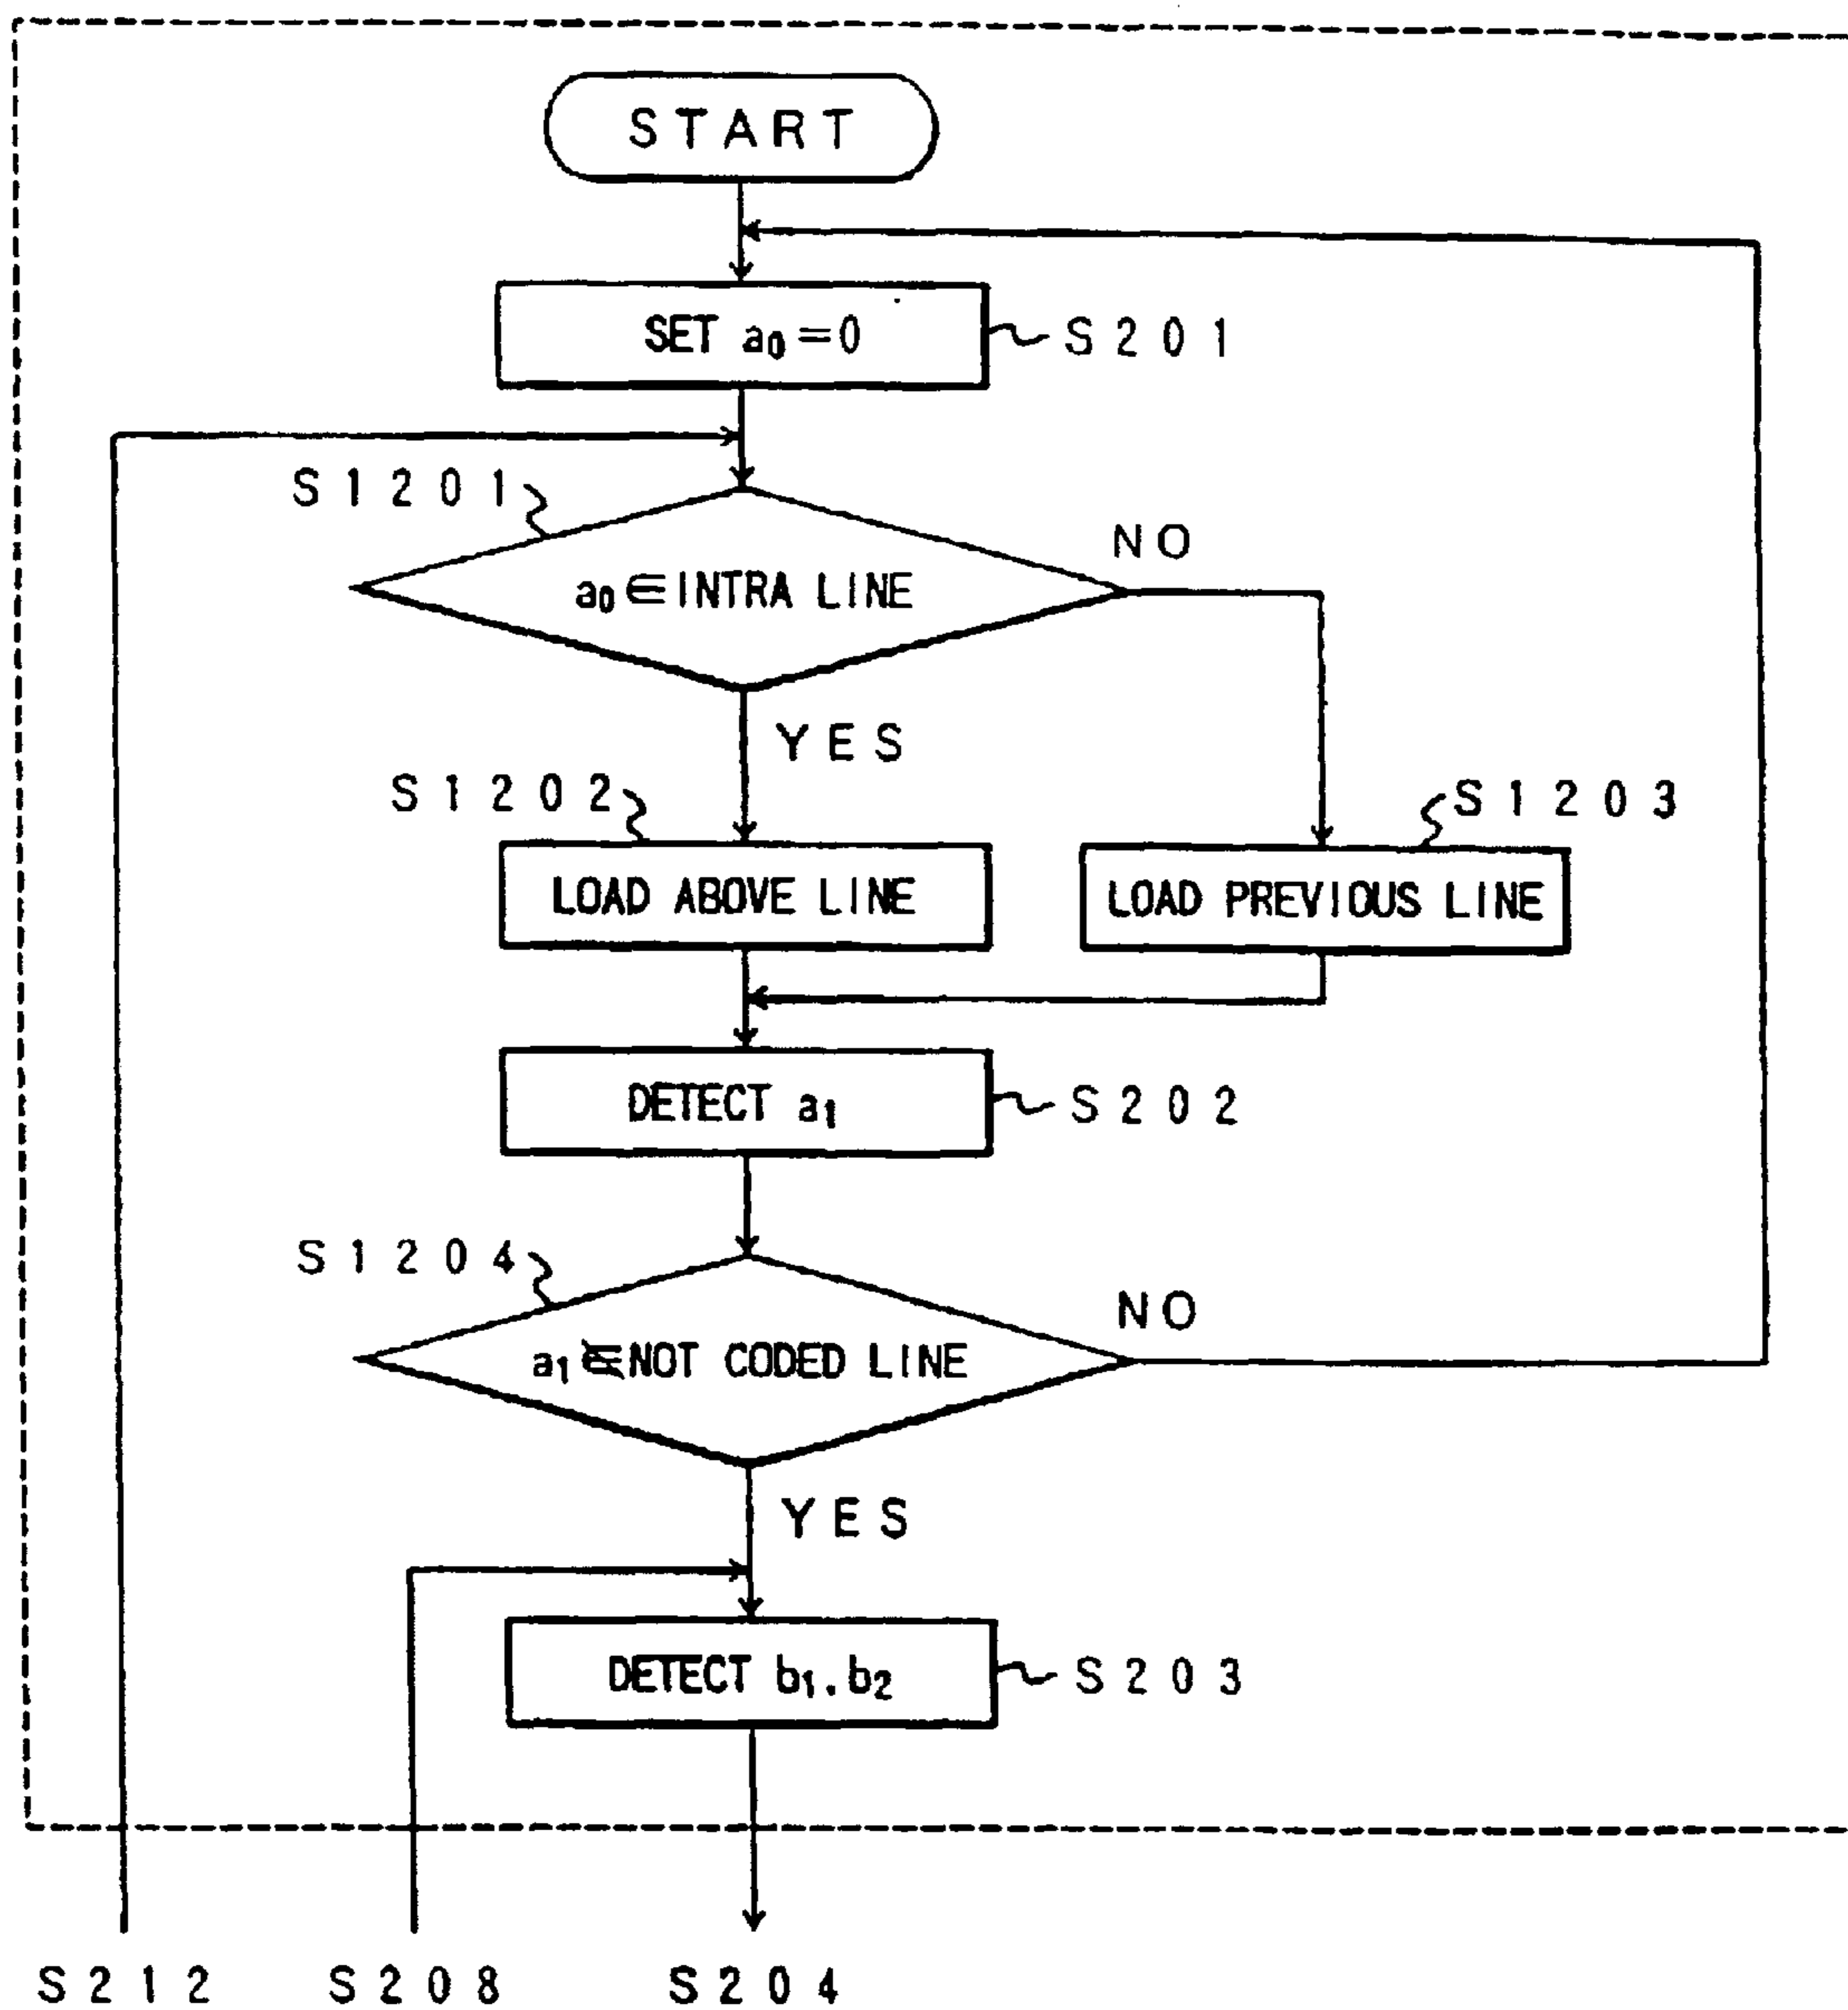 START
SET a₀=0
S201
S1201
a₀∈INTRA LINE
NO
YES
S1202
S1203
LOAD ABOVE LINE
LOAD PREVIOUS LINE
DETECT a₁
S202
S1204
a₁∉NOT CODED LINE
NO
YES
DETECT b₁.b₂
S203
S212
S208
S204